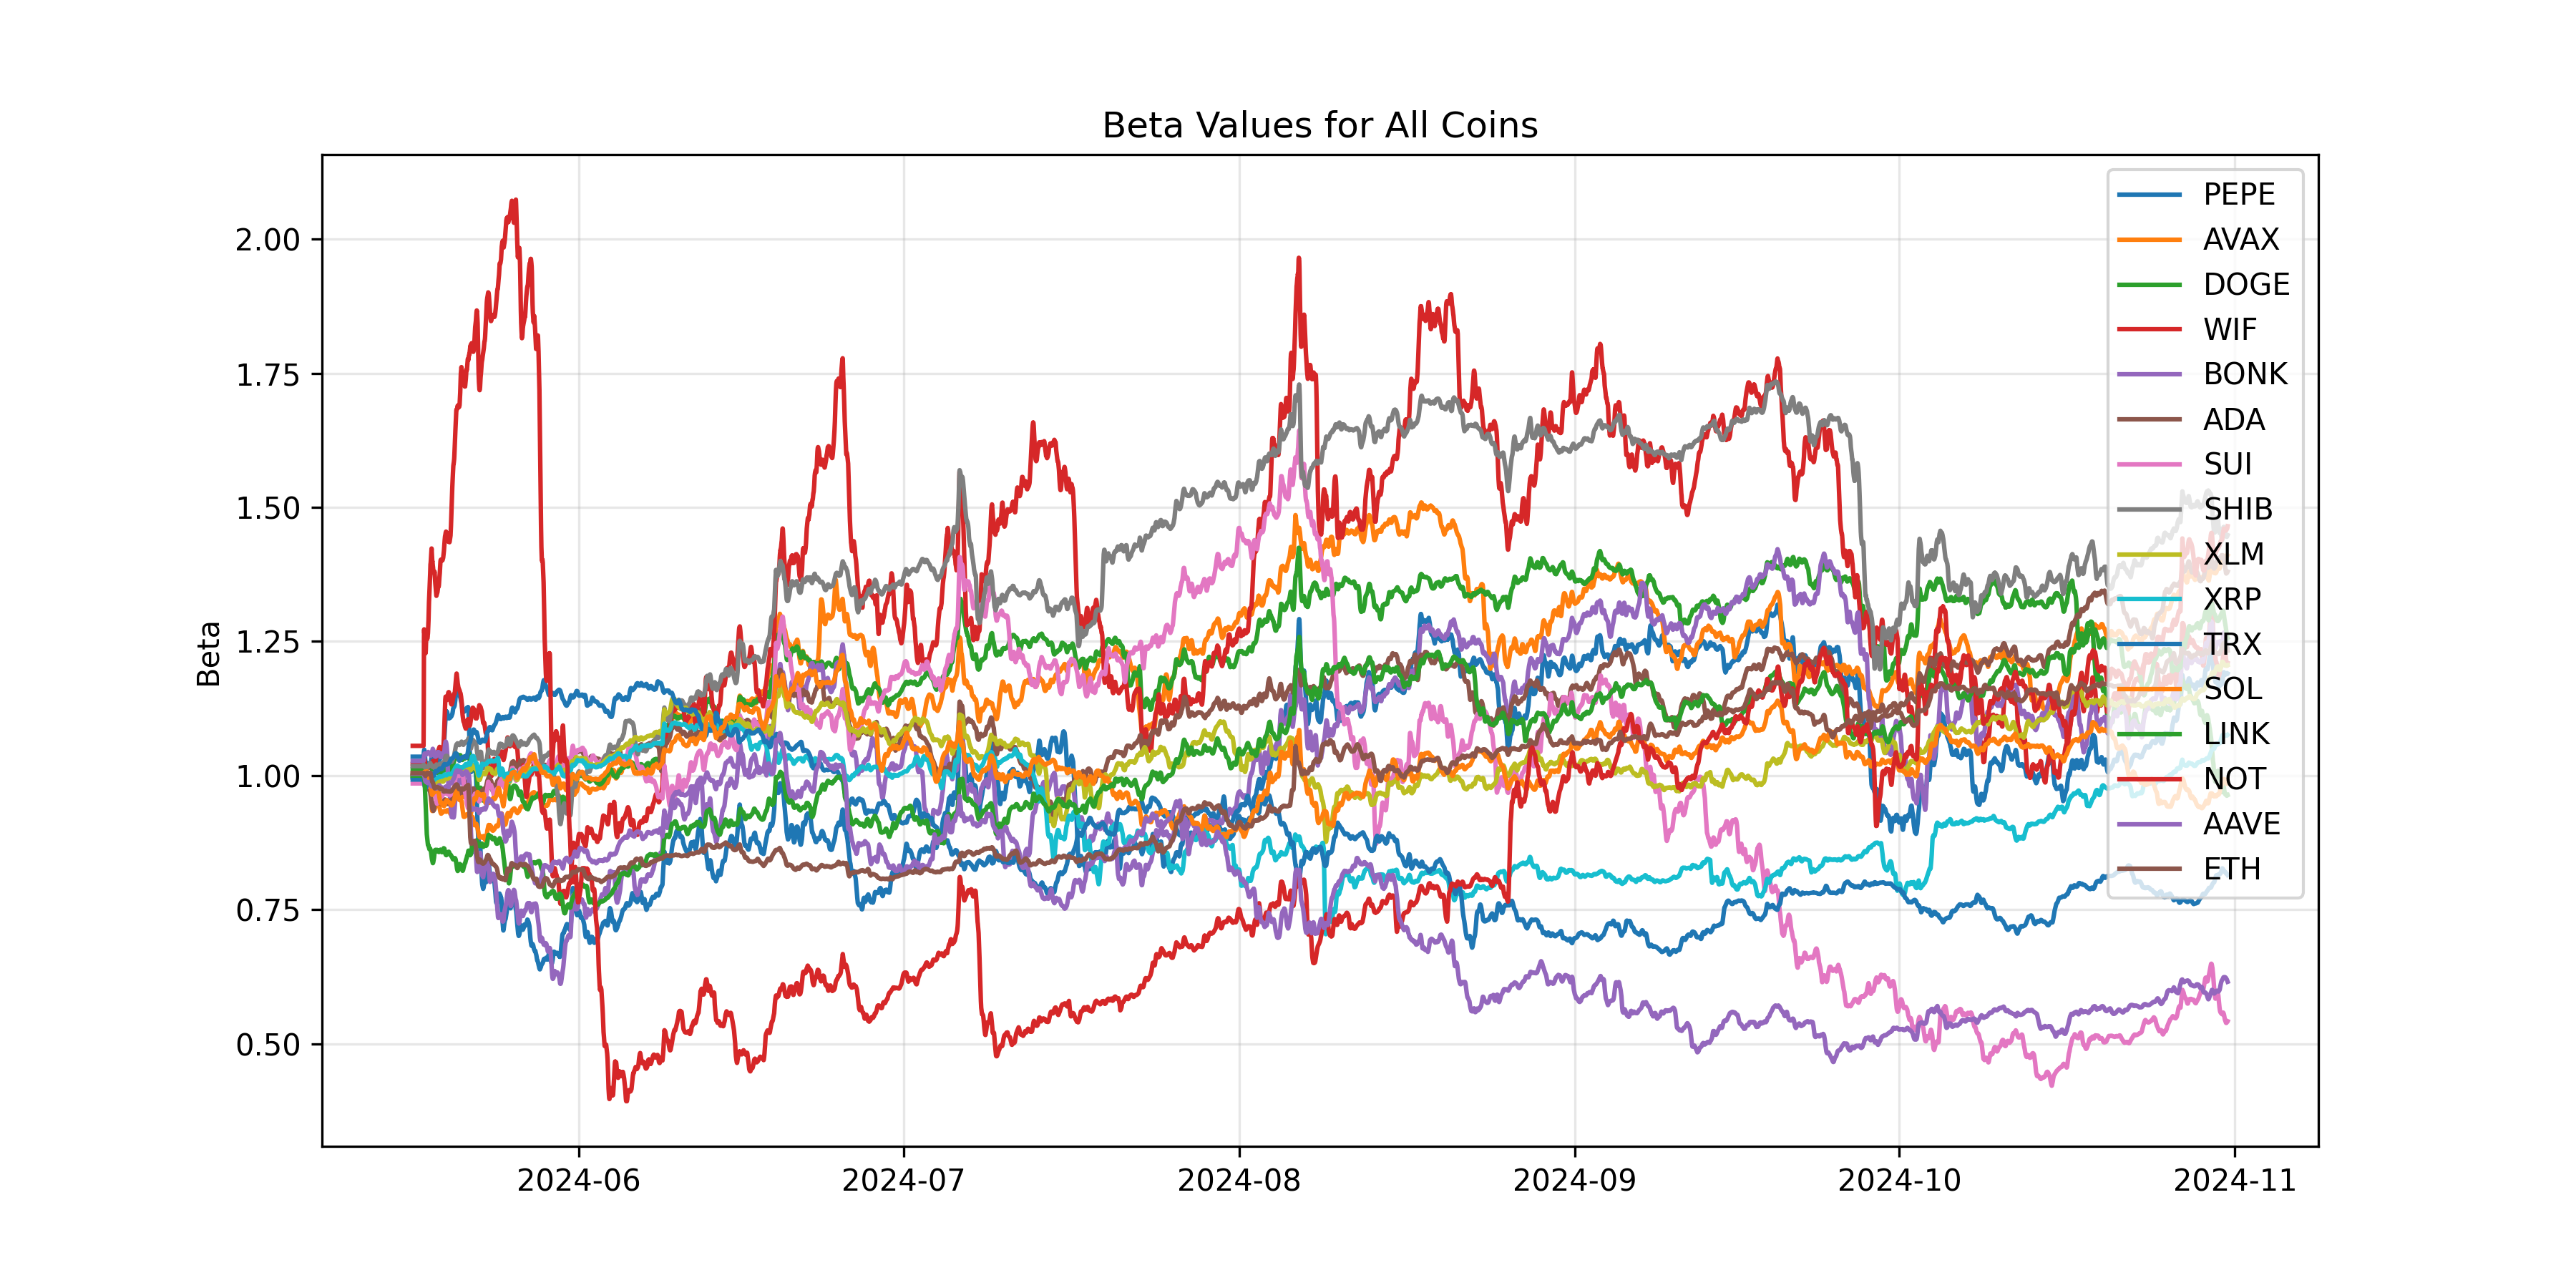 Beta Values for All Coins
Beta
2.00
1.75
1.50
1.25
1.00
0.75
0.50
2024-06
2024-07
2024-08
2024-09
2024-10
2024-11
PEPE
AVAX
DOGE
WIF
BONK
ADA
SUI
SHIB
XLM
XRP
TRX
SOL
LINK
NOT
AAVE
ETH